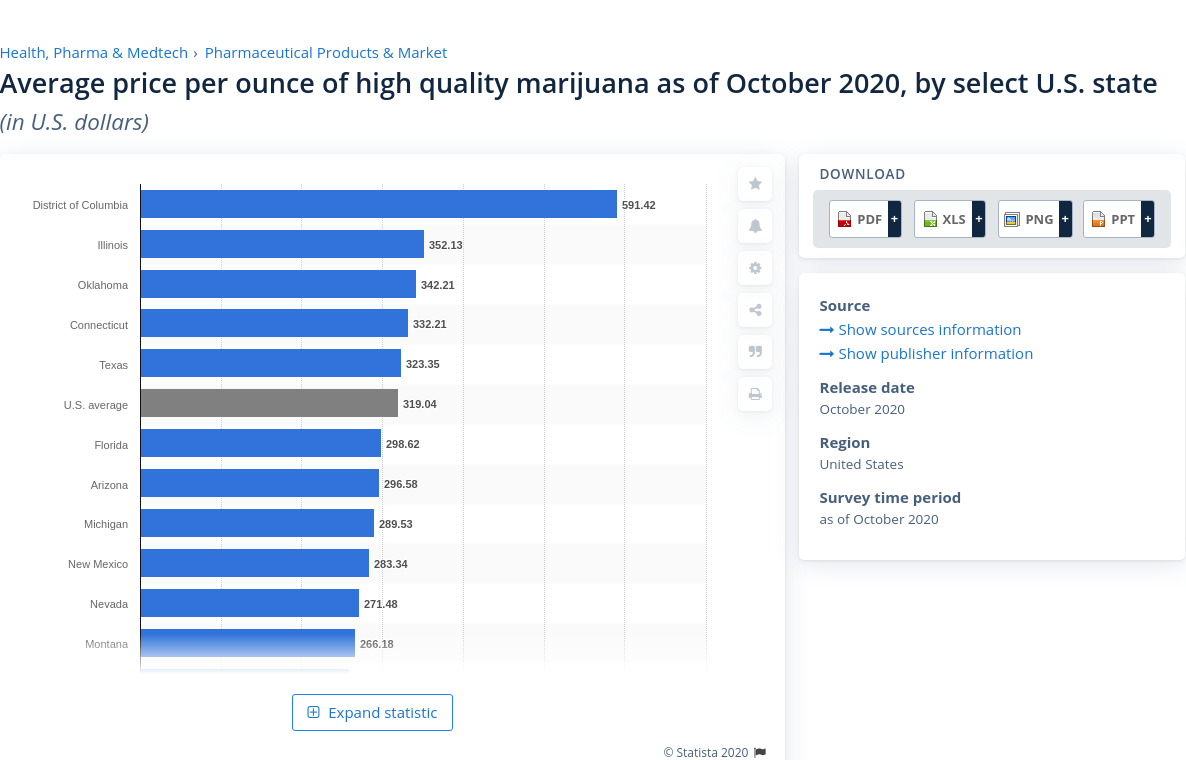 Health, Pharma & Medtech › Pharmaceutical Products & Market
Average price per ounce of high quality marijuana as of October 2020, by select U.S. state
(in U.S. dollars)
District of Columbia 591.42
Illinois 352.13
Oklahoma 342.21
Connecticut 332.21
Texas 323.35
U.S. average 319.04
Florida 298.62
Arizona 296.58
Michigan 289.53
New Mexico 283.34
Nevada 271.48
Montana 266.18
Expand statistic
© Statista 2020
DOWNLOAD
PDF + XLS + PNG + PPT +
Source
Show sources information
Show publisher information
Release date
October 2020
Region
United States
Survey time period
as of October 2020